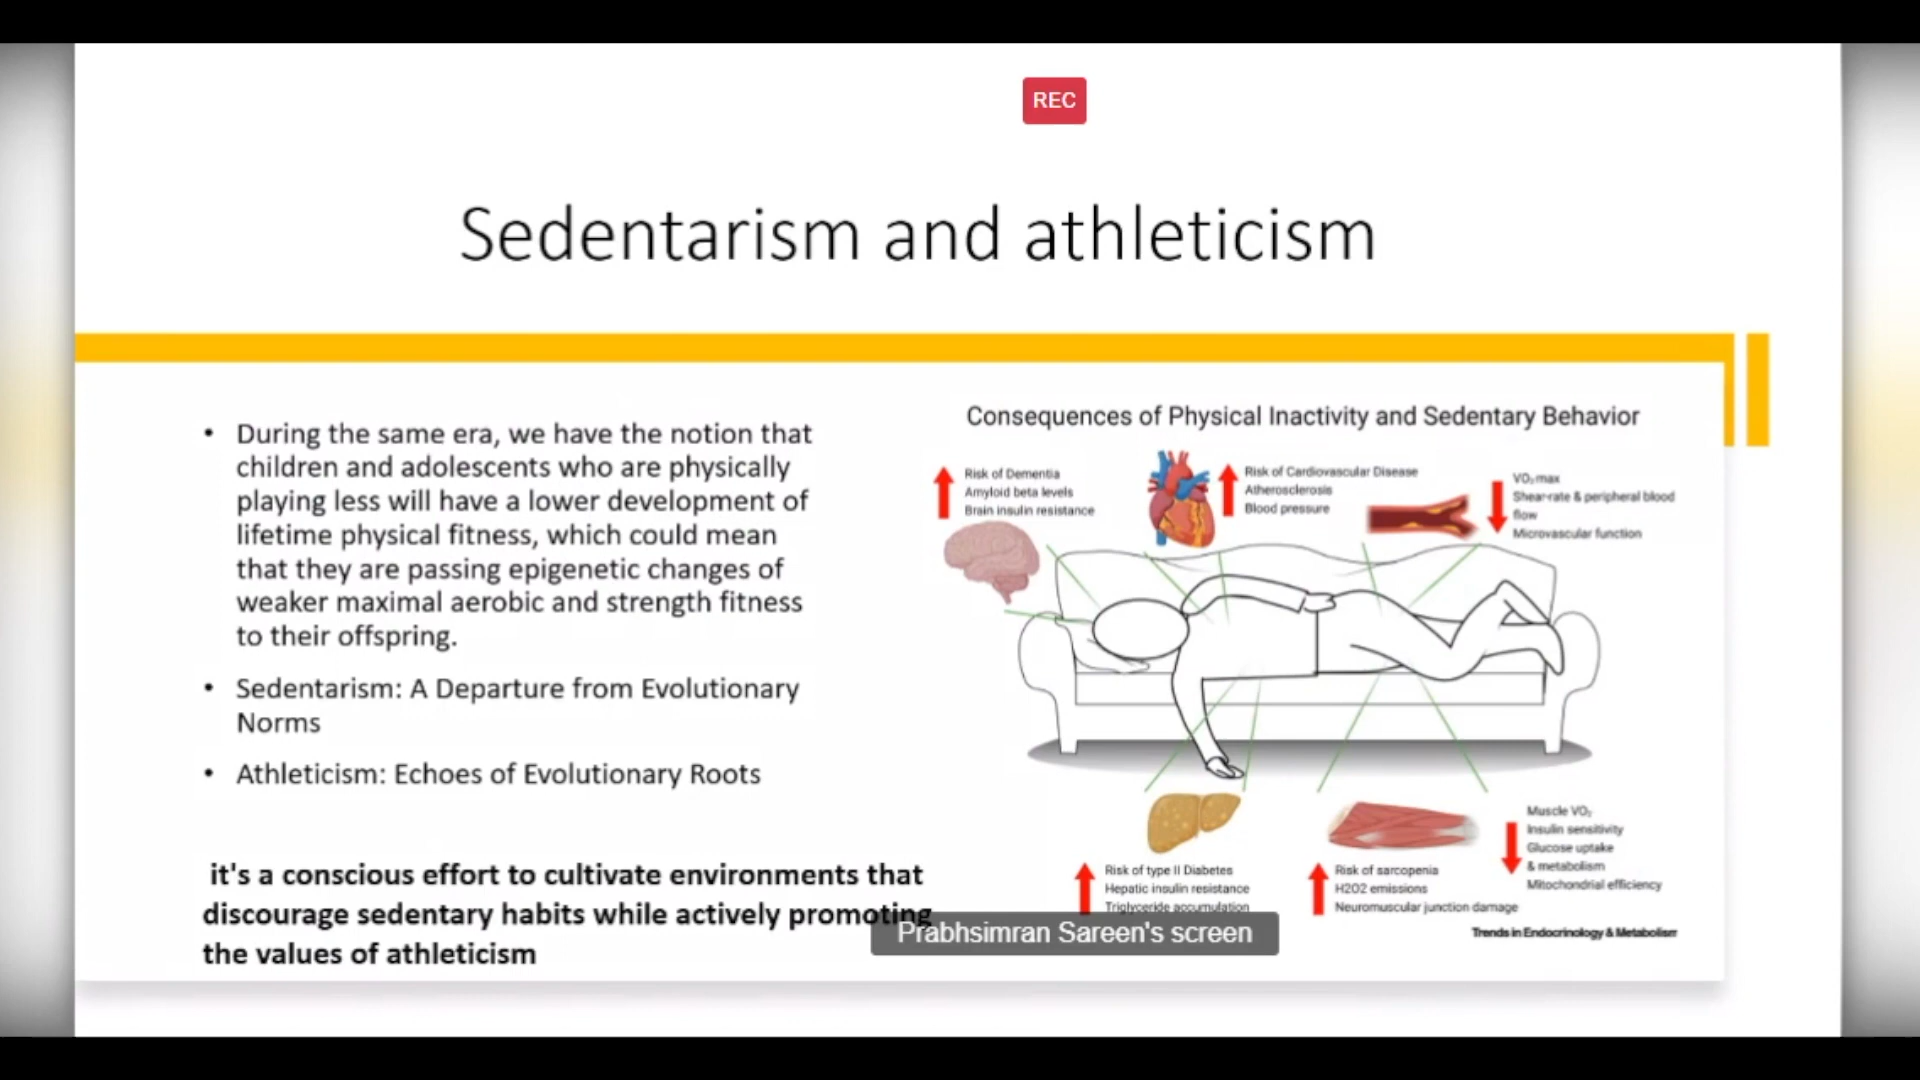 REC
Sedentarism and athleticism
• During the same era, we have the notion that
children and adolescents who are physically
playing less will have a lower development of
lifetime physical fitness, which could mean
that they are passing epigenetic changes of
weaker maximal aerobic and strength fitness
to their offspring.
• Sedentarism: A Departure from Evolutionary
Norms
• Athleticism: Echoes of Evolutionary Roots
it's a conscious effort to cultivate environments that
discourage sedentary habits while actively promoting
the values of athleticism
Consequences of Physical Inactivity and Sedentary Behavior
Risk of Dementia
Amyloid beta levels
Brain insulin resistance
Risk of Cardiovascular Disease
Atherosclerosis
Blood pressure
VO₂max
Shear-rate & peripheral blood
flow
Microvascular function
Risk of type II Diabetes
Hepatic insulin resistance
Triglyceride accumulation
Risk of sarcopenia
H2O2 emissions
Neuromuscular junction damage
Muscle VO₂
Insulin sensitivity
Glucose uptake
& metabolism
Mitochondrial efficiency
Trends in Endocrinology & Metabolism
Prabhsimran Sareen's screen